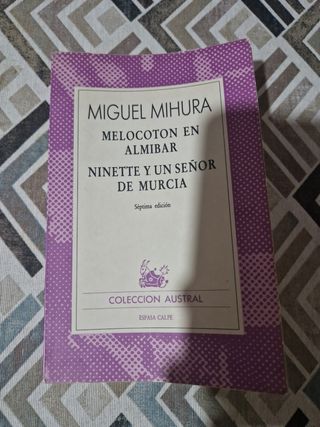 MIGUEL MIHURA
MELOCOTON EN
ALMIBAR
NINETTE Y UN SEÑOR
DE MURCIA
Séptima edición
COLECCION AUSTRAL
ESPASA CALPE